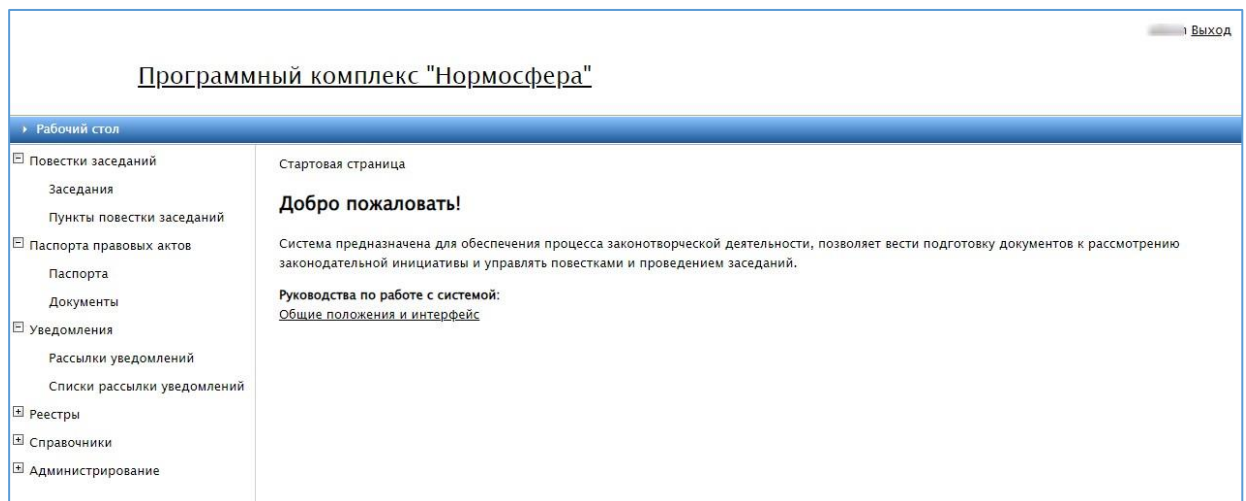 Выход
Программный комплекс "Нормосфера"
Рабочий стол
Повестки заседаний
Заседания
Пункты повестки заседаний
Паспорта правовых актов
Паспорта
Документы
Уведомления
Рассылки уведомлений
Списки рассылки уведомлений
Реестры
Справочники
Администрирование
Стартовая страница
Добро пожаловать!
Система предназначена для обеспечения процесса законотворческой деятельности, позволяет вести подготовку документов к рассмотрению
законодательной инициативы и управлять повестками и проведением заседаний.
Руководства по работе с системой:
Общие положения и интерфейс